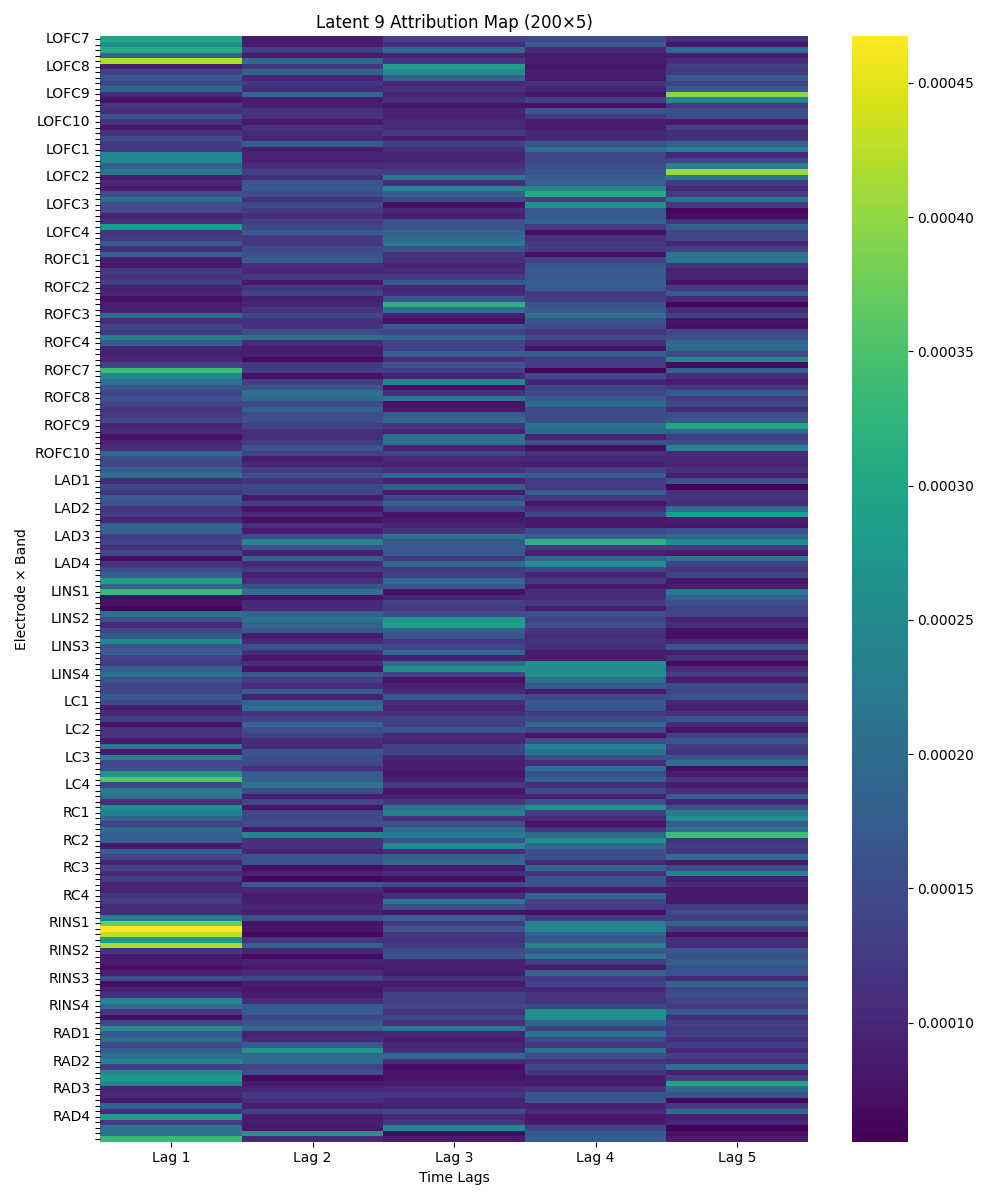 Latent 9 Attribution Map (200×5)
LOFC7
LOFC8
LOFC9
LOFC10
LOFC1
LOFC2
LOFC3
LOFC4
ROFC1
ROFC2
ROFC3
ROFC4
ROFC7
ROFC8
ROFC9
ROFC10
LAD1
LAD2
LAD3
LAD4
LINS1
LINS2
LINS3
LINS4
LC1
LC2
LC3
LC4
RC1
RC2
RC3
RC4
RINS1
RINS2
RINS3
RINS4
RAD1
RAD2
RAD3
RAD4
Electrode × Band
Lag 1 Lag 2 Lag 3 Lag 4 Lag 5
Time Lags
0.00045
0.00040
0.00035
0.00030
0.00025
0.00020
0.00015
0.00010